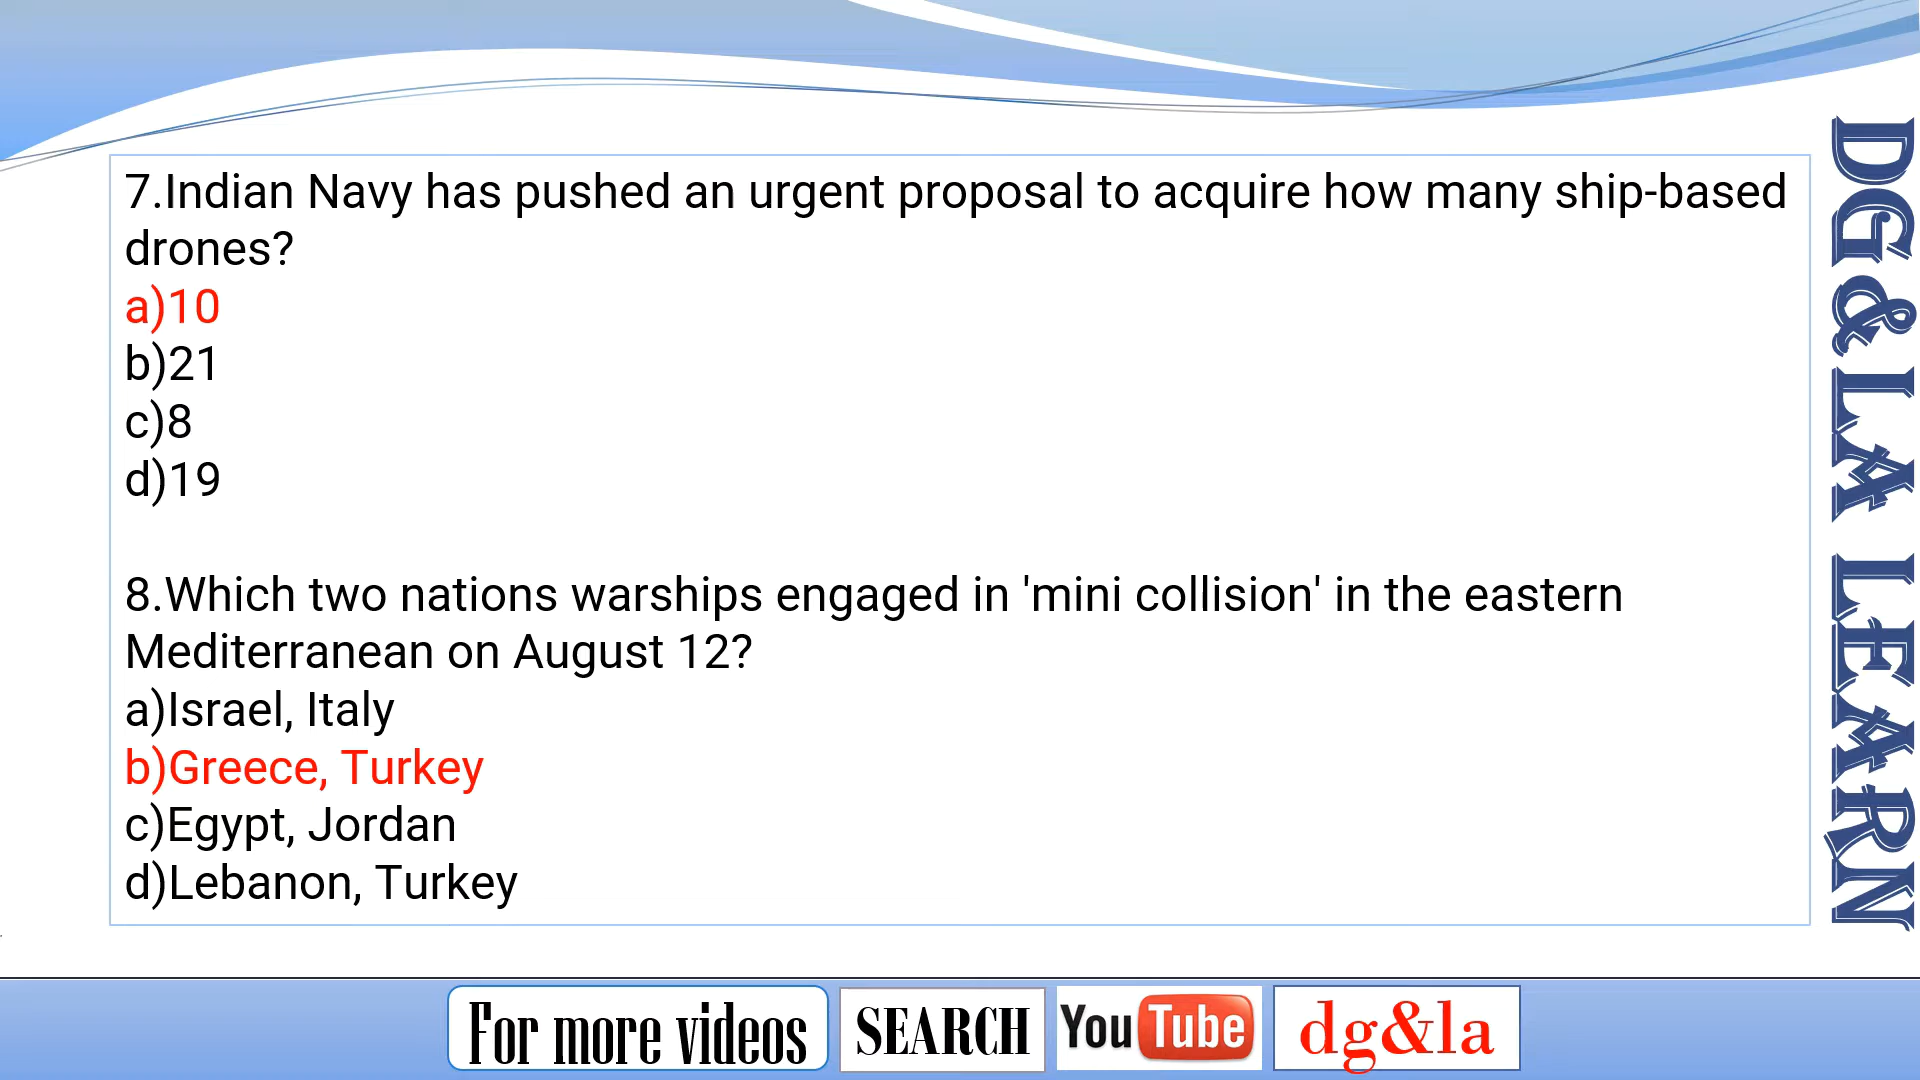 7.Indian Navy has pushed an urgent proposal to acquire how many ship-based
drones?
a)10
b)21
c)8
d)19
8.Which two nations warships engaged in 'mini collision' in the eastern
Mediterranean on August 12?
a)Israel, Italy
b)Greece, Turkey
c)Egypt, Jordan
d)Lebanon, Turkey
DG&LA LEARN
For more videos
SEARCH
YouTube
dg&la